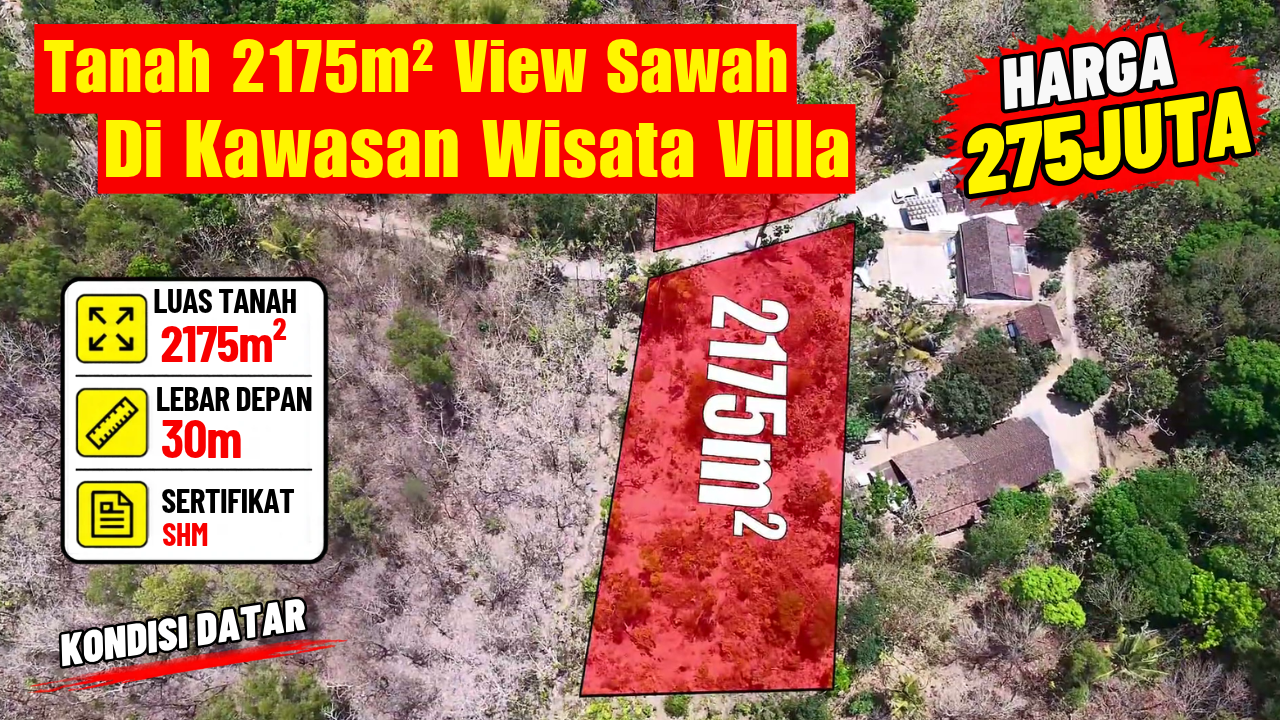 Tanah 2175m² View Sawah
Di Kawasan Wisata Villa
HARGA
275JUTA
LUAS TANAH
2175m²
LEBAR DEPAN
30m
SERTIFIKAT
SHM
KONDISI DATAR
2175m²